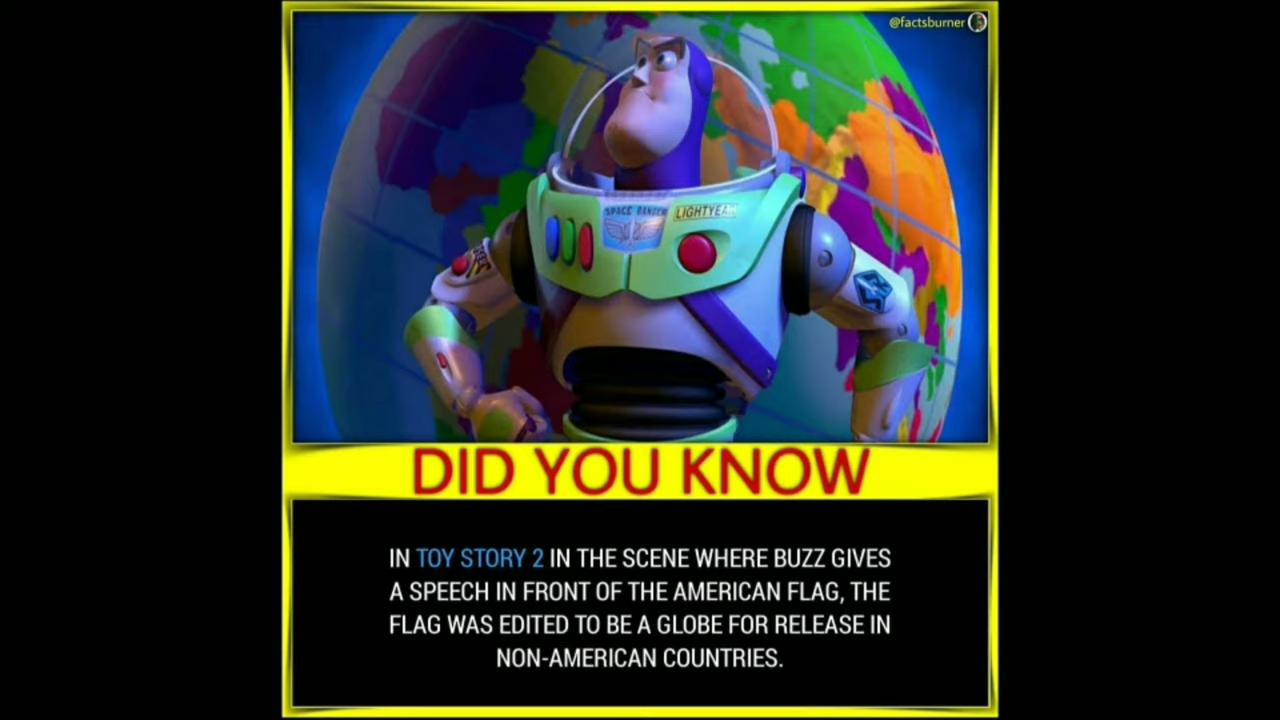 @factsburner
SPACE RANGER
LIGHTYEAR
DID YOU KNOW
IN TOY STORY 2 IN THE SCENE WHERE BUZZ GIVES
A SPEECH IN FRONT OF THE AMERICAN FLAG, THE
FLAG WAS EDITED TO BE A GLOBE FOR RELEASE IN
NON-AMERICAN COUNTRIES.